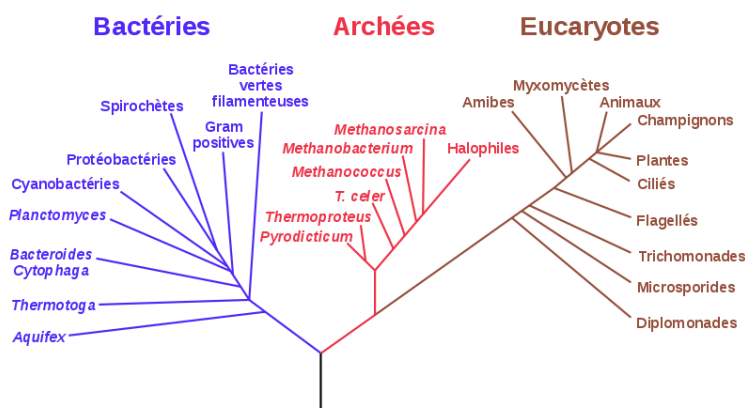 Bactéries
Archées
Eucaryotes
Bactéries
vertes
filamenteuses
Spirochètes
Gram
positives
Protéobactéries
Cyanobactéries
Planctomyces
Bacteroides
Cytophaga
Thermotoga
Aquifex
Methanosarcina
Methanobacterium
Halophiles
Methanococcus
T. celer
Thermoproteus
Pyrodicticum
Myxomycètes
Amibes
Animaux
Champignons
Plantes
Ciliés
Flagellés
Trichomonades
Microsporides
Diplomonades